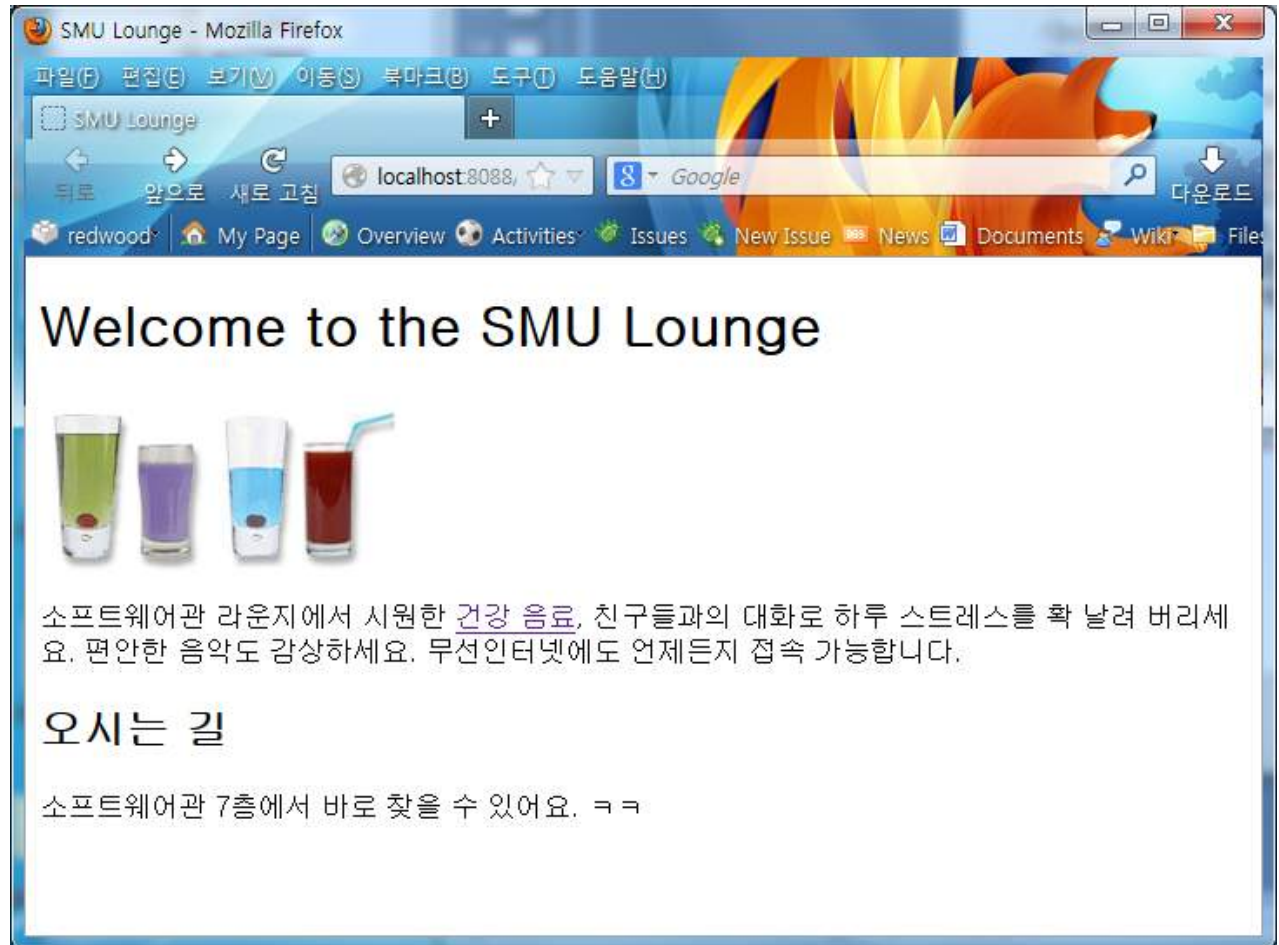 SMU Lounge - Mozilla Firefox
파일(F) 편집(E) 보기(V) 이동(S) 북마크(B) 도구(T) 도움말(H)
SMU Lounge
뒤로 앞으로 새로 고침 localhost:8088, Google 다운로드
redwood My Page Overview Activities Issues New Issue News Documents Wiki Files
Welcome to the SMU Lounge
소프트웨어관 라운지에서 시원한 건강 음료, 친구들과의 대화로 하루 스트레스를 확 날려 버리세
요. 편안한 음악도 감상하세요. 무선인터넷에도 언제든지 접속 가능합니다.
오시는 길
소프트웨어관 7층에서 바로 찾을 수 있어요. ㅋㅋ